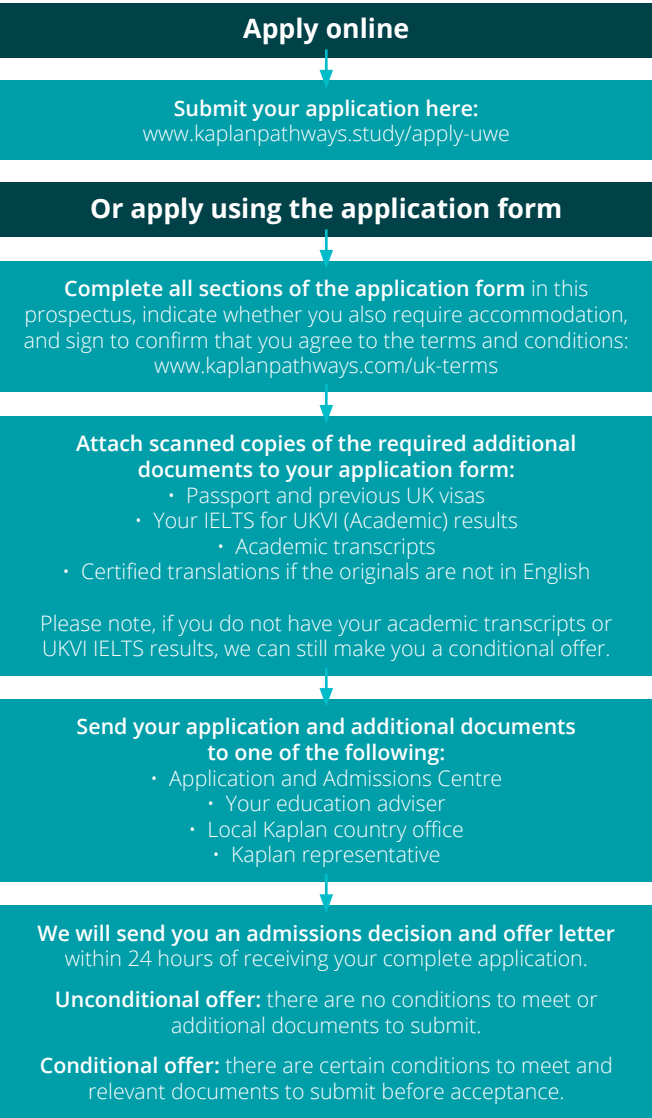 Apply online
Submit your application here:
www.kaplanpathways.study/apply-uwe
Or apply using the application form
Complete all sections of the application form in this
prospectus, indicate whether you also require accommodation,
and sign to confirm that you agree to the terms and conditions:
www.kaplanpathways.com/uk-terms
Attach scanned copies of the required additional
documents to your application form:
• Passport and previous UK visas
• Your IELTS for UKVI (Academic) results
• Academic transcripts
• Certified translations if the originals are not in English
Please note, if you do not have your academic transcripts or
UKVI IELTS results, we can still make you a conditional offer.
Send your application and additional documents
to one of the following:
• Application and Admissions Centre
• Your education adviser
• Local Kaplan country office
• Kaplan representative
We will send you an admissions decision and offer letter
within 24 hours of receiving your complete application.
Unconditional offer: there are no conditions to meet or
additional documents to submit.
Conditional offer: there are certain conditions to meet and
relevant documents to submit before acceptance.